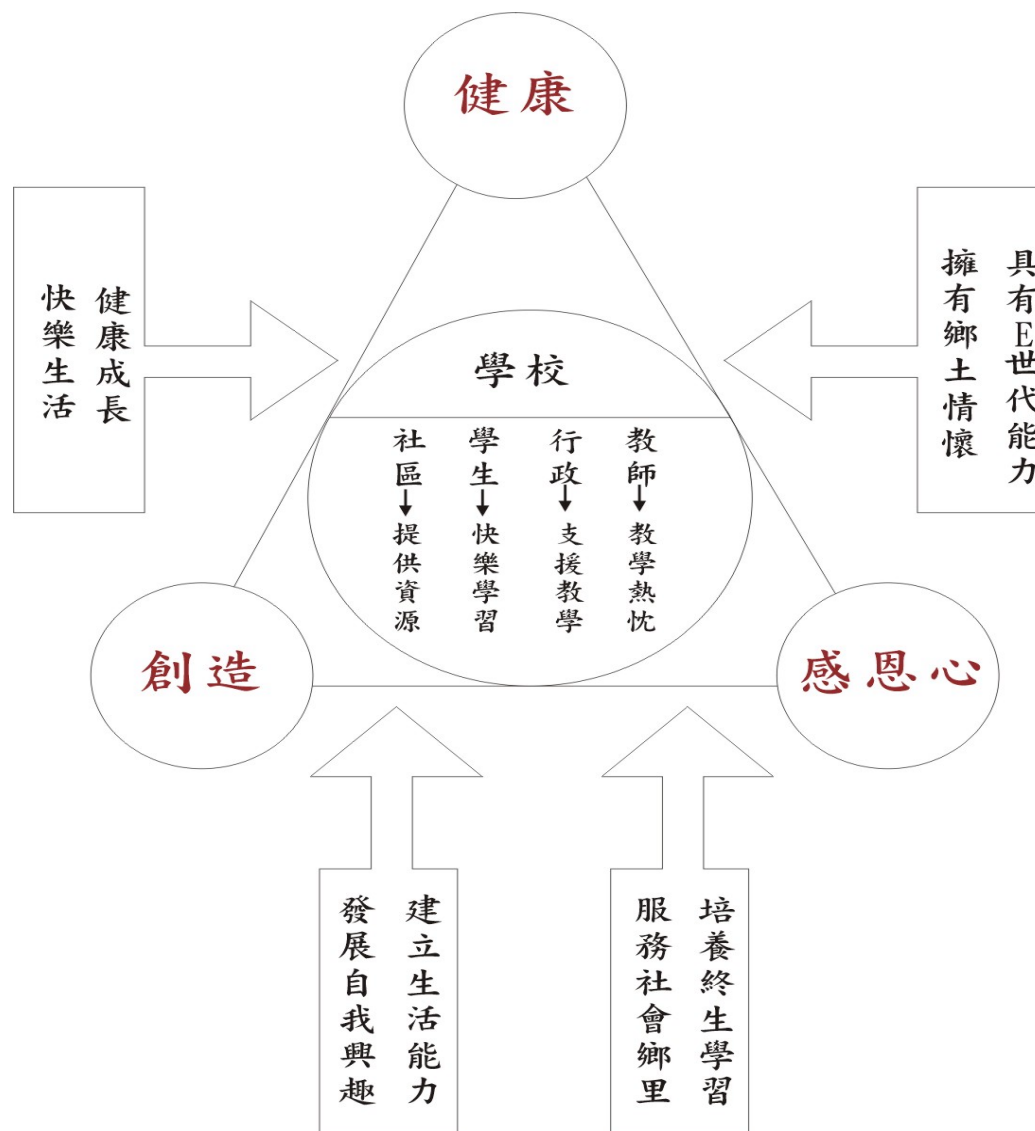 健康
健康成長
快樂生活
具有E世代能力
擁有鄉土情懷
學校
教師→教學熱忱
行政→支援教學
學生→快樂學習
社區→提供資源
創造
感恩心
建立生活能力
發展自我興趣
培養終生學習
服務社會鄉里